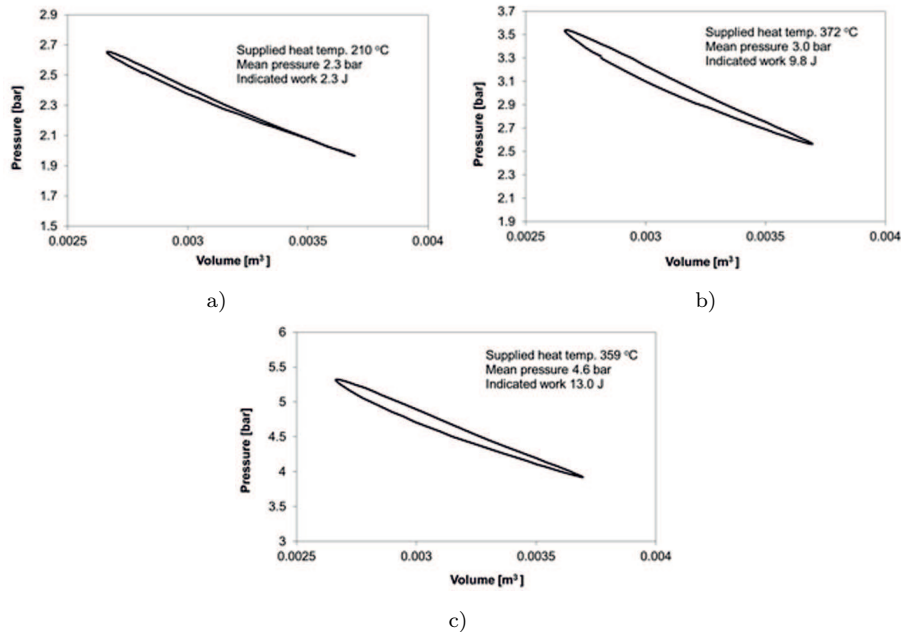 2.9
2.7
2.5
2.3
2.1
1.9
1.7
1.5
Pressure [bar]
Supplied heat temp. 210 °C
Mean pressure 2.3 bar
Indicated work 2.3 J
0.0025
0.003
0.0035
0.004
Volume [m³]
a)
3.7
3.5
3.3
3.1
2.9
2.7
2.5
2.3
2.1
1.9
Pressure [bar]
Supplied heat temp. 372 °C
Mean pressure 3.0 bar
Indicated work 9.8 J
0.0025
0.003
0.0035
0.004
Volume [m³]
b)
6
5.5
5
4.5
4
3.5
3
Pressure [bar]
Supplied heat temp. 359 °C
Mean pressure 4.6 bar
Indicated work 13.0 J
0.0025
0.003
0.0035
0.004
Volume [m³]
c)